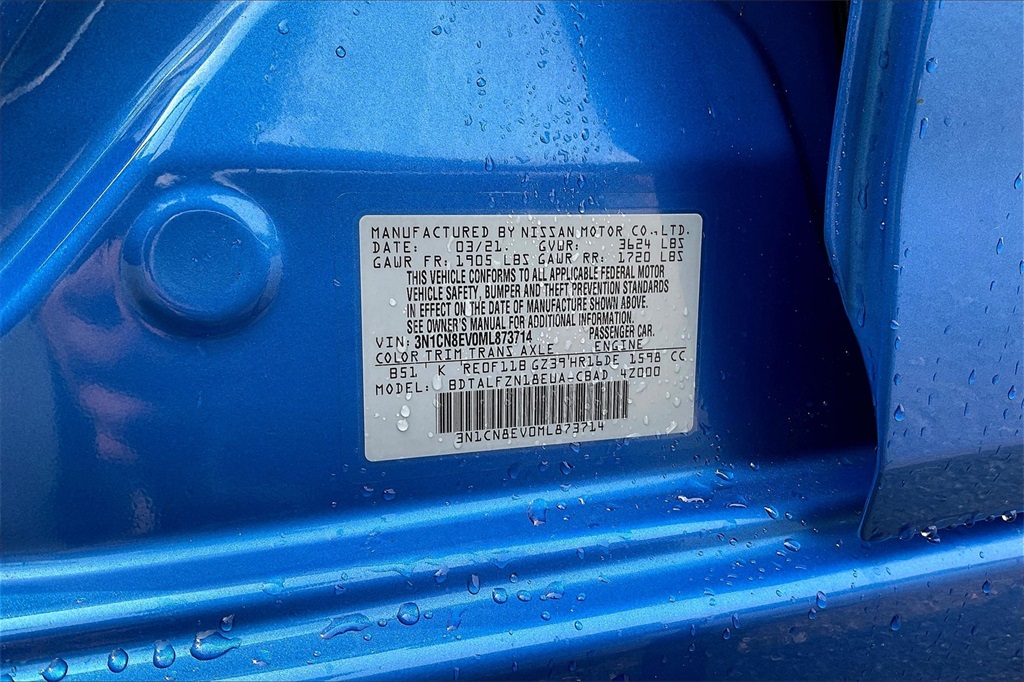 MANUFACTURED BY NISSAN MOTOR CO.,LTD.
DATE: 03/21. GVWR: 3624 LBS
GAWR FR: 1905 LBS GAWR RR: 1720 LBS
THIS VEHICLE CONFORMS TO ALL APPLICABLE FEDERAL MOTOR
VEHICLE SAFETY, BUMPER AND THEFT PREVENTION STANDARDS
IN EFFECT ON THE DATE OF MANUFACTURE SHOWN ABOVE.
SEE OWNER'S MANUAL FOR ADDITIONAL INFORMATION.
VIN: 3N1CN8EV0ML873714 PASSENGER CAR.
COLOR TRIM TRANS AXLE ENGINE
B51 K RE0F11B GZ39 HR16DE 1598 CC
MODEL: BDTALFZN18EUA-CBAD 4Z000
3N1CN8EV0ML873714